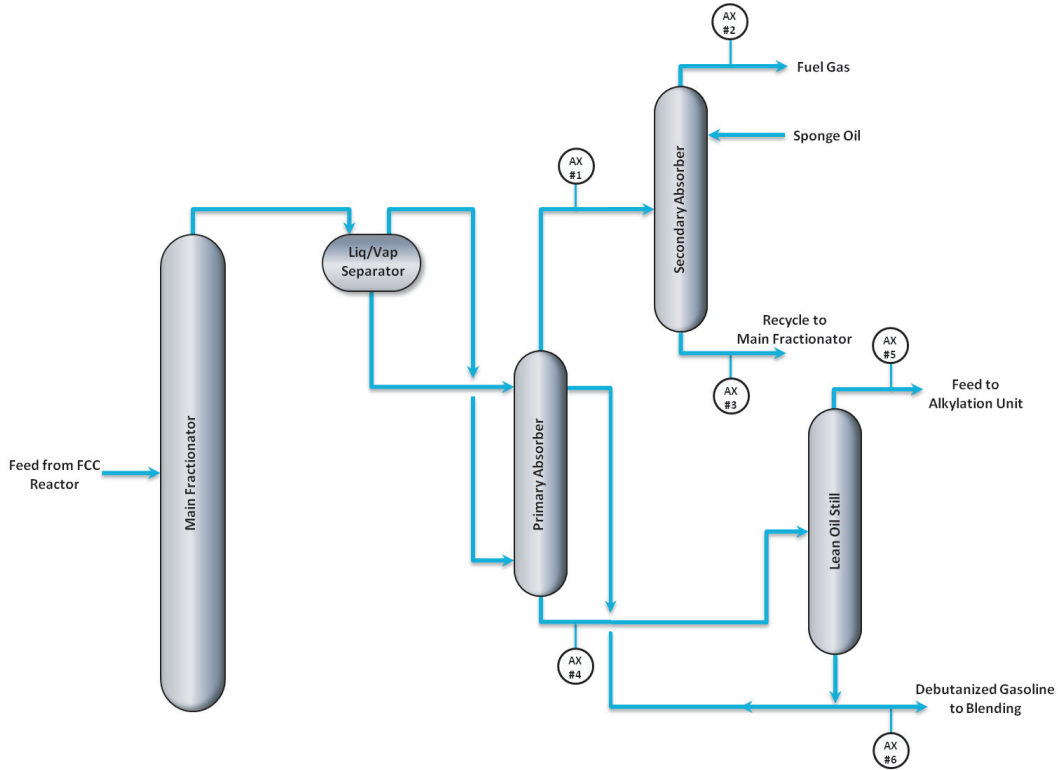 AX
#2
Fuel Gas
Sponge Oil
AX
#1
Secondary Absorber
Liq/Vap
Separator
Recycle to
Main Fractionator
AX
#3
AX
#5
Feed to
Alkylation Unit
Feed from FCC
Reactor
Main Fractionator
Primary Absorber
Lean Oil Still
AX
#4
Debutanized Gasoline
to Blending
AX
#6